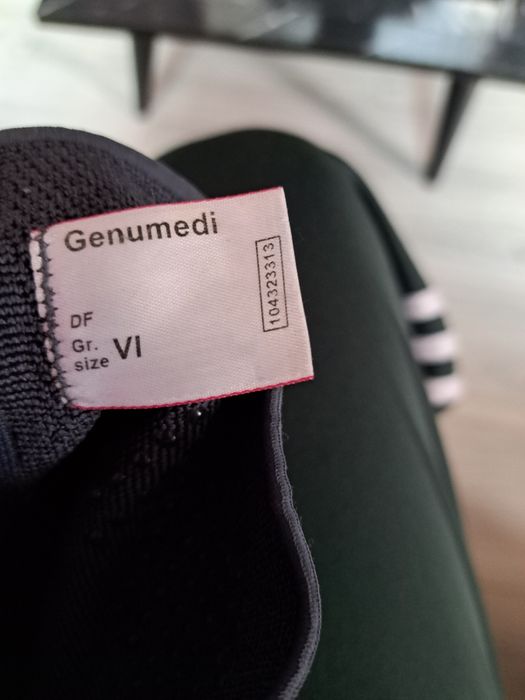 Genumedi
104323313
DF
Gr. VI
size